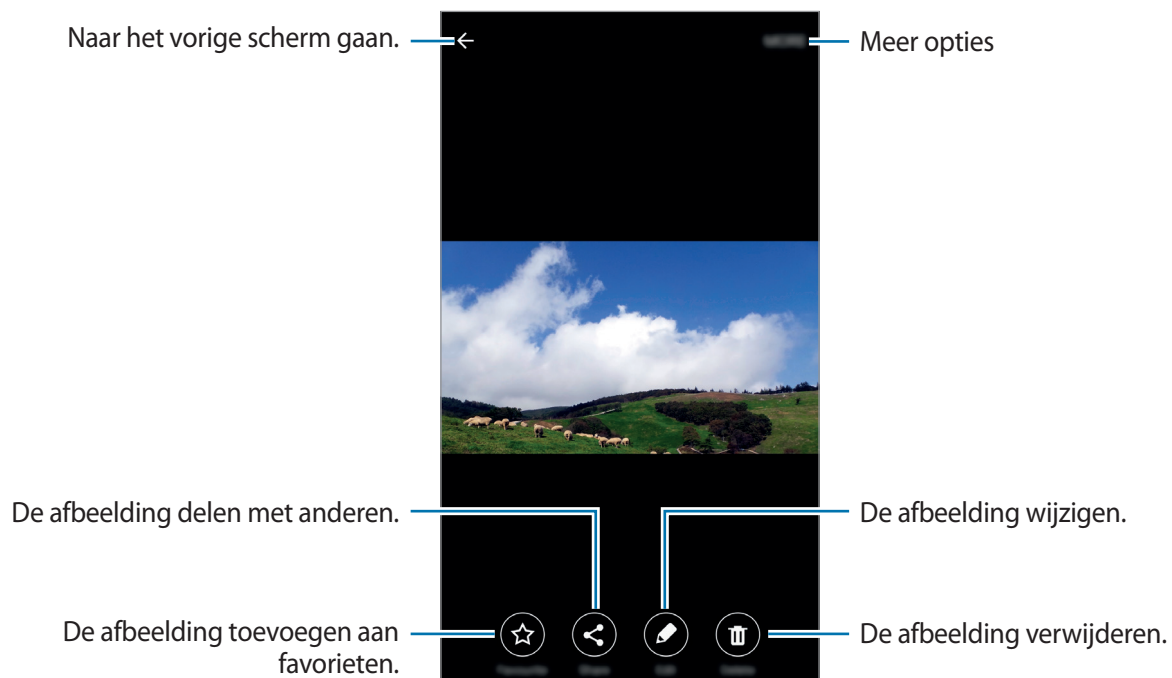 Naar het vorige scherm gaan.
Meer opties
De afbeelding delen met anderen.
De afbeelding wijzigen.
De afbeelding toevoegen aan
favorieten.
De afbeelding verwijderen.